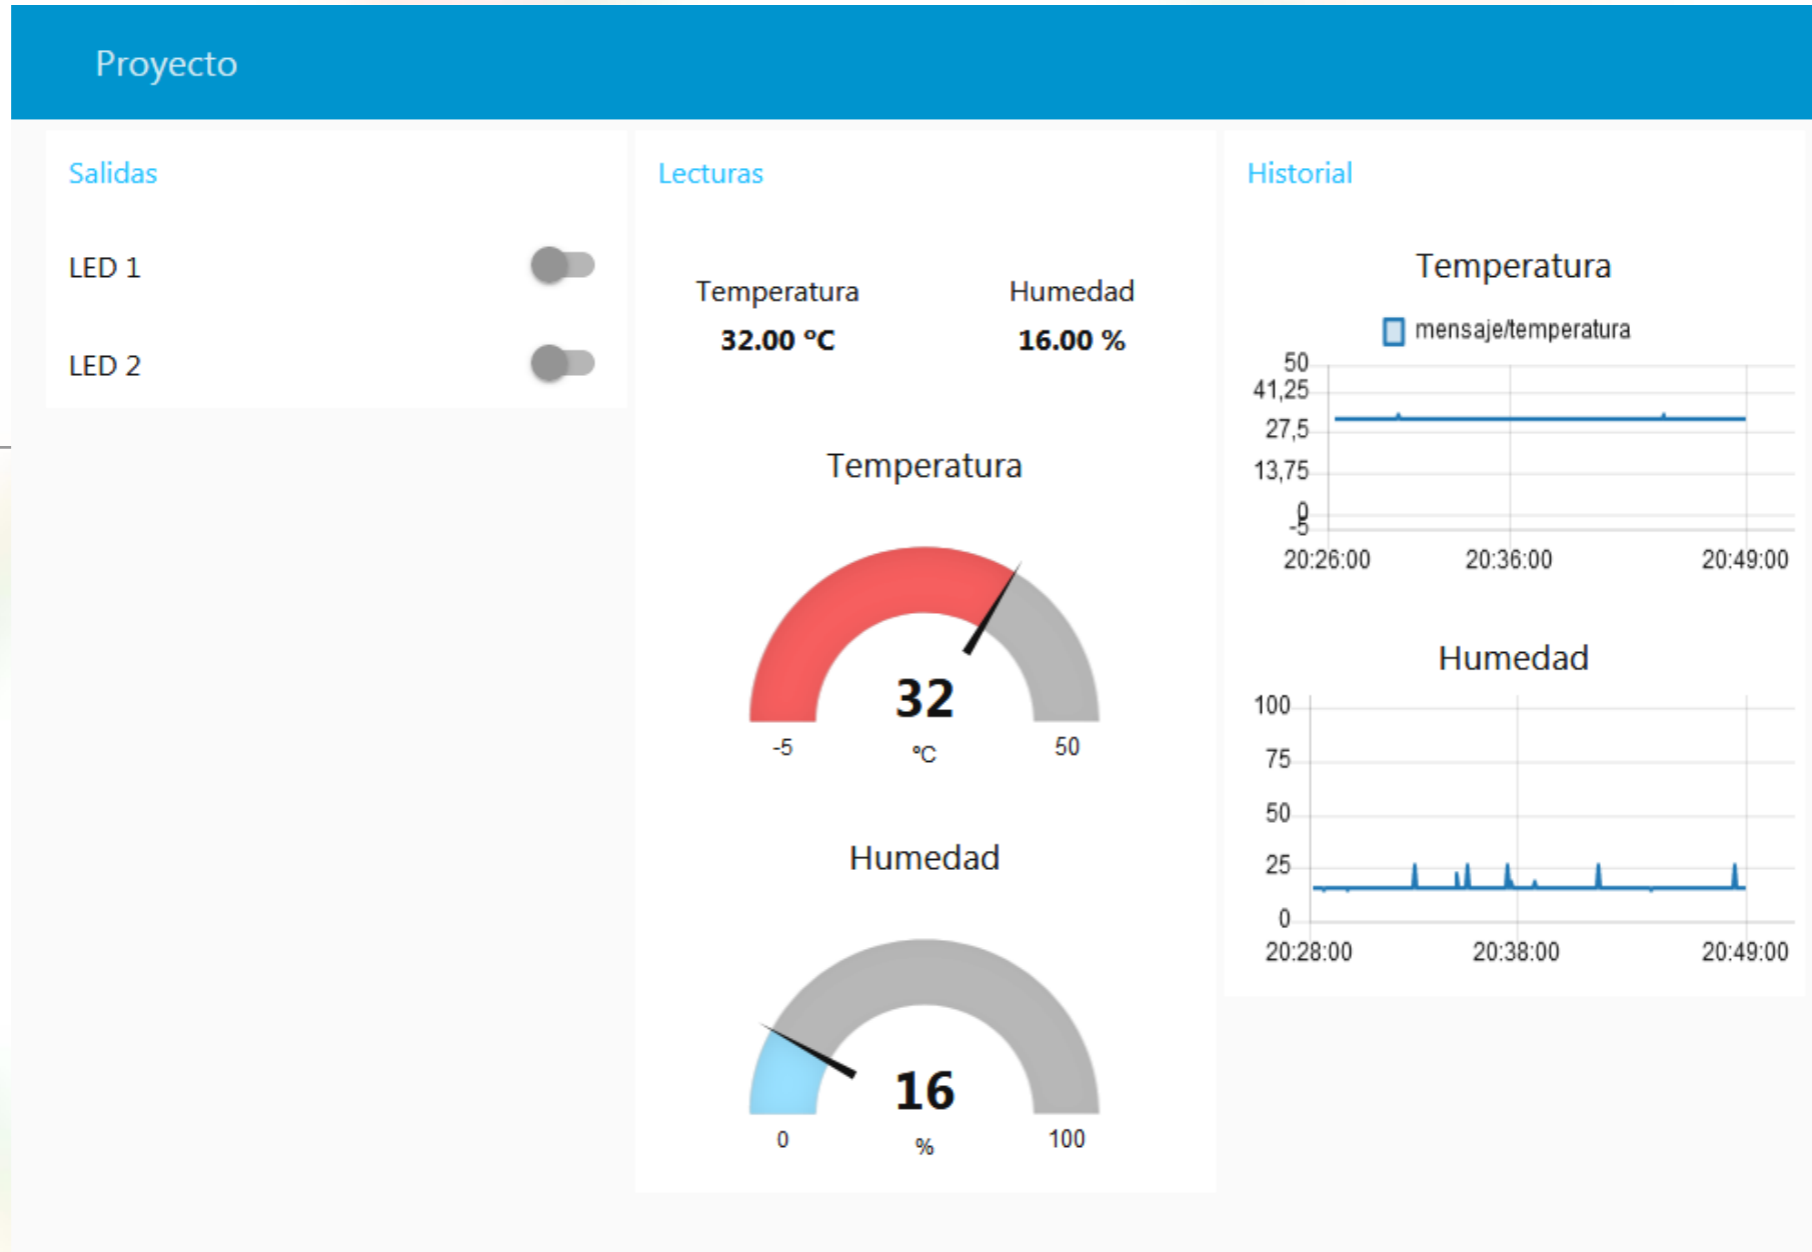 Proyecto
Salidas
LED 1
LED 2
Lecturas
Temperatura Humedad
32.00 ºC 16.00 %
Temperatura
32
-5 ºC 50
Humedad
16
0 % 100
Historial
Temperatura
mensaje/temperatura
50
41,25
27,5
13,75
0
-5
20:26:00 20:36:00 20:49:00
Humedad
100
75
50
25
0
20:28:00 20:38:00 20:49:00